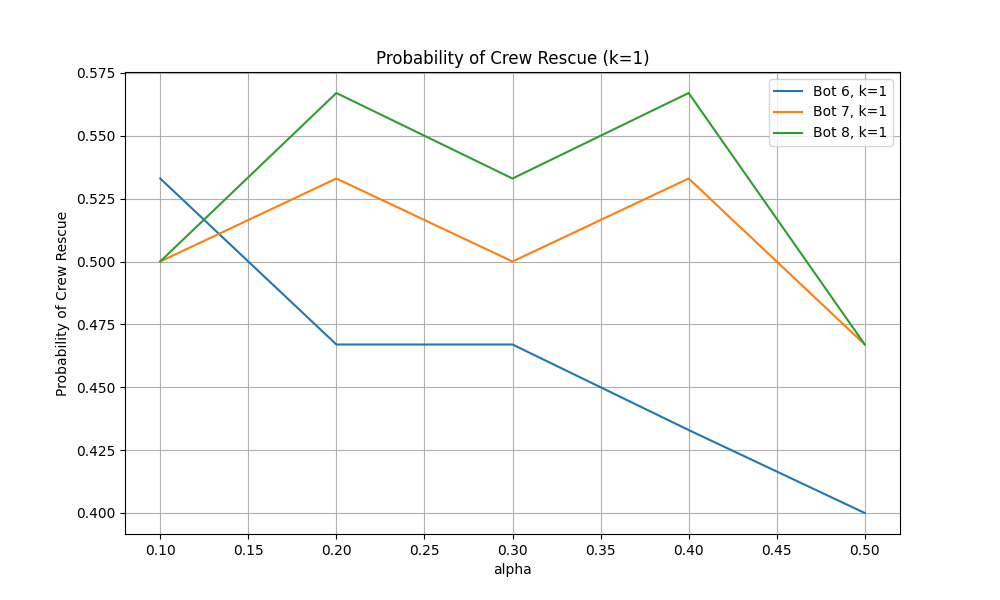 Probability of Crew Rescue (k=1)
Probability of Crew Rescue
0.575
0.550
0.525
0.500
0.475
0.450
0.425
0.400
Bot 6, k=1
Bot 7, k=1
Bot 8, k=1
0.10 0.15 0.20 0.25 0.30 0.35 0.40 0.45 0.50
alpha